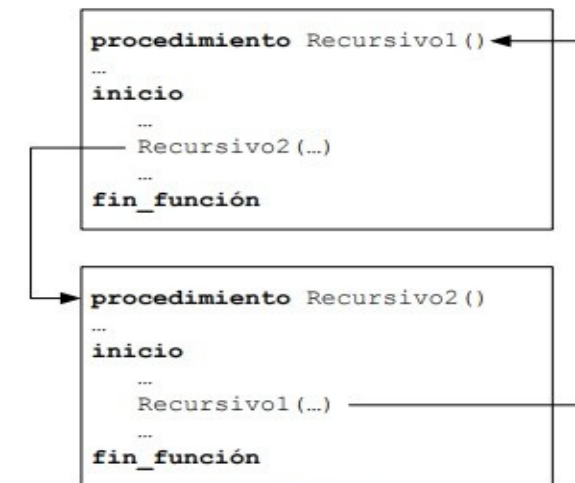 procedimiento Recursivo1()
…
inicio
…
Recursivo2(…)
…
fin_función
procedimiento Recursivo2()
…
inicio
…
Recursivo1(…)
…
fin_función